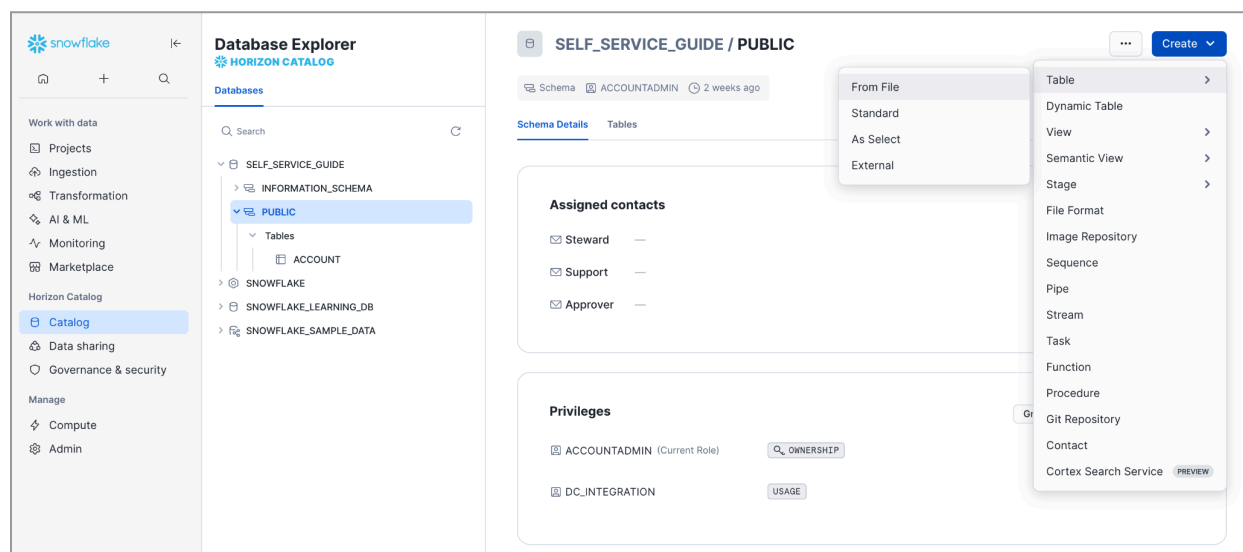 snowflake
Work with data
Projects
Ingestion
Transformation
AI & ML
Monitoring
Marketplace
Horizon Catalog
Catalog
Data sharing
Governance & security
Manage
Compute
Admin
Database Explorer
HORIZON CATALOG
Databases
Search
SELF_SERVICE_GUIDE
INFORMATION_SCHEMA
PUBLIC
Tables
ACCOUNT
SNOWFLAKE
SNOWFLAKE_LEARNING_DB
SNOWFLAKE_SAMPLE_DATA
SELF_SERVICE_GUIDE / PUBLIC
Schema ACCOUNTADMIN 2 weeks ago
Schema Details Tables
Assigned contacts
Steward —
Support —
Approver —
Privileges
ACCOUNTADMIN (Current Role) OWNERSHIP
DC_INTEGRATION USAGE
From File
Standard
As Select
External
... Create
Table
Dynamic Table
View
Semantic View
Stage
File Format
Image Repository
Sequence
Pipe
Stream
Task
Function
Procedure
Git Repository
Contact
Cortex Search Service PREVIEW